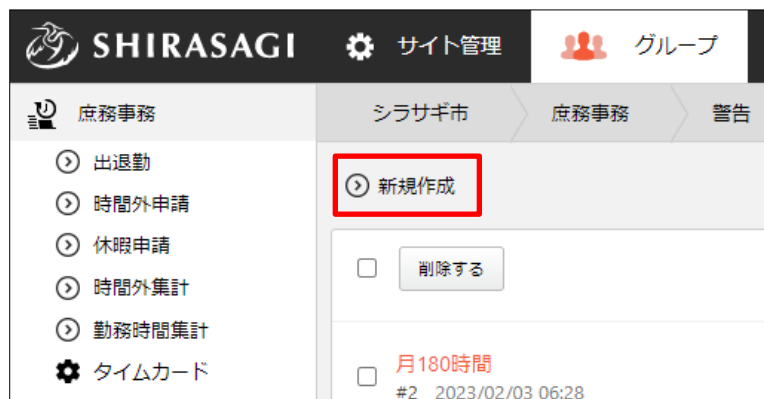 SHIRASAGI
サイト管理
グループ
庶務事務
シラサギ市
庶務事務
警告
出退勤
時間外申請
休暇申請
時間外集計
勤務時間集計
タイムカード
新規作成
削除する
月180時間
#2 2023/02/03 06:28